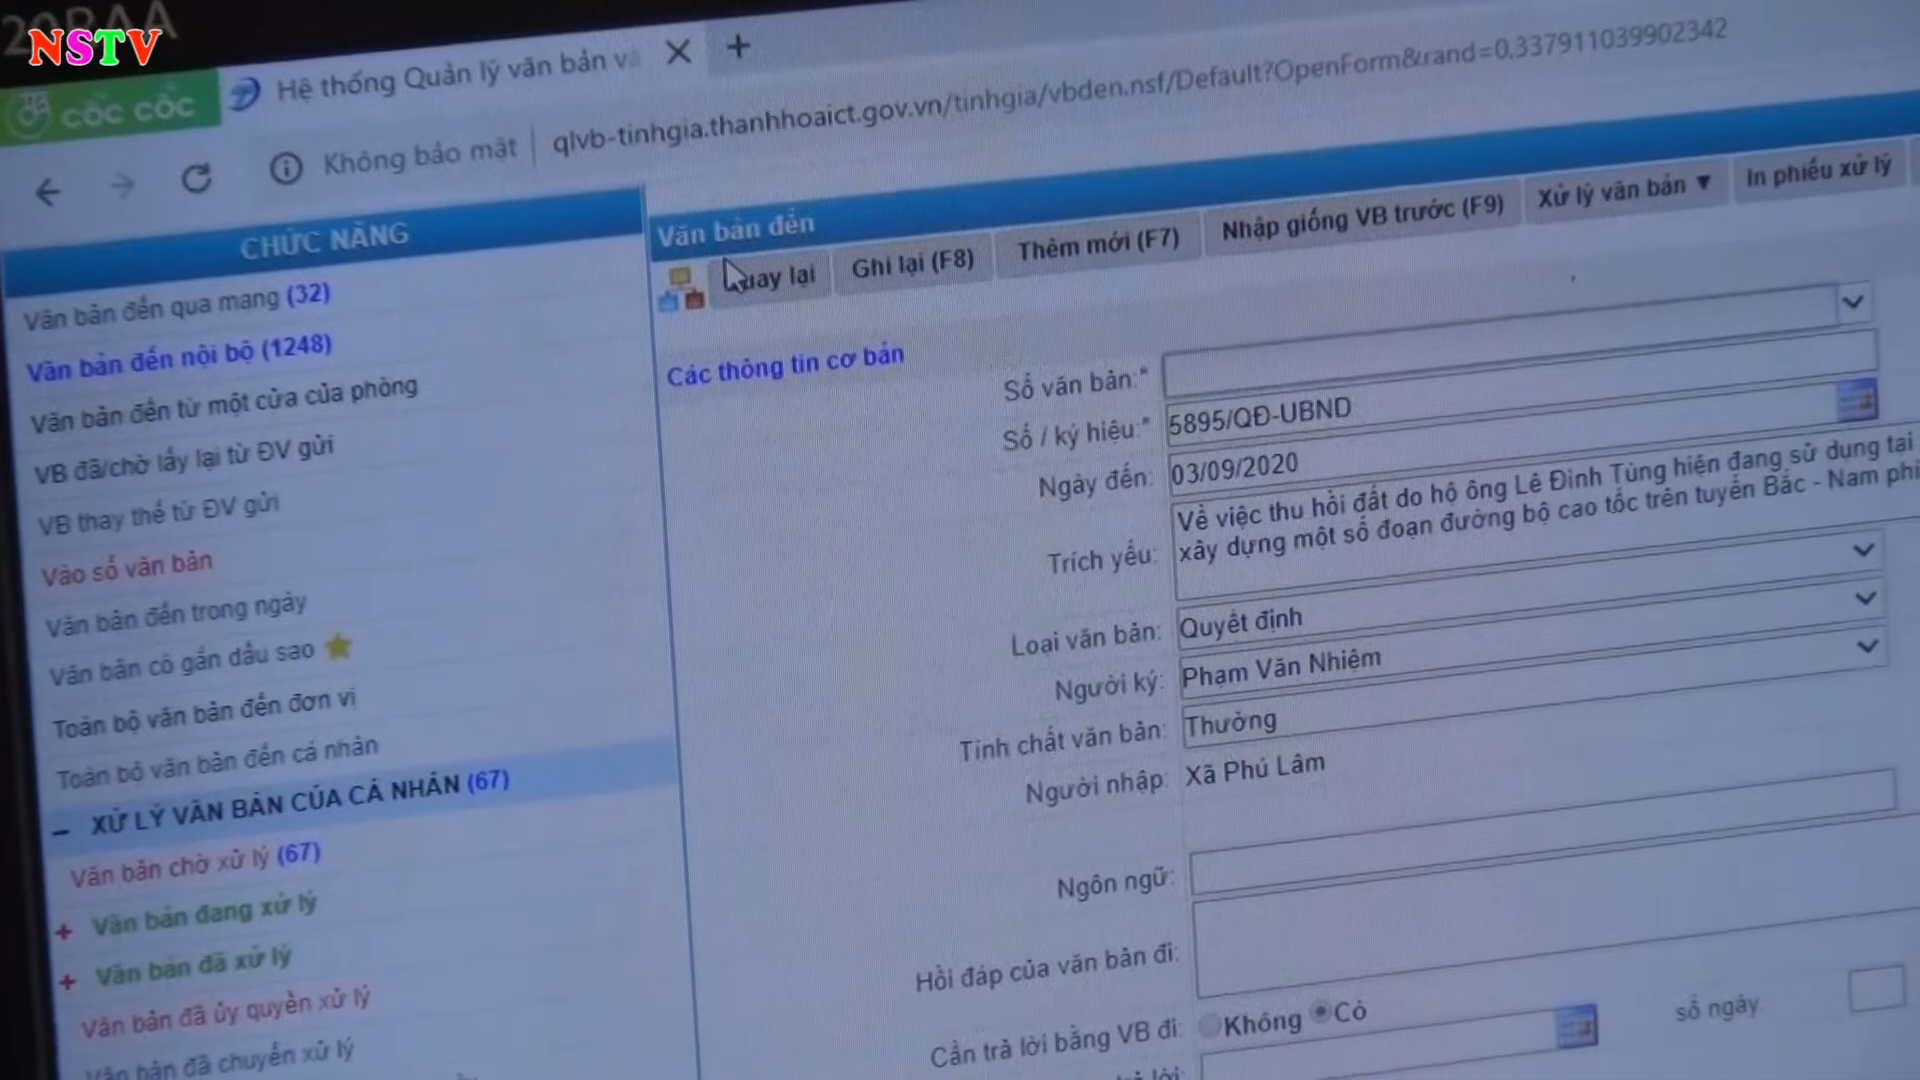 NSTV
CỐC CỐC
Hệ thống Quản lý văn bản và
Không bảo mật
qlvb-tinhgia.thanhhoaict.gov.vn/tinhgia/vbden.nsf/Default?OpenForm&rand=0.337911039902342
CHỨC NĂNG
Văn bản đến qua mạng (32)
Văn bản đến nội bộ (1248)
Văn bản đến từ một cửa của phòng
VB đã/chờ lấy lại từ ĐV gửi
VB thay thế từ ĐV gửi
Vào sổ văn bản
Văn bản đến trong ngày
Văn bản có gắn dấu sao
Toàn bộ văn bản đến đơn vị
Toàn bộ văn bản đến cá nhân
– XỬ LÝ VĂN BẢN CỦA CÁ NHÂN (67)
Văn bản chờ xử lý (67)
+ Văn bản đang xử lý
+ Văn bản đã xử lý
Văn bản đã ủy quyền xử lý
Văn bản đã chuyển xử lý
Văn bản đến
Quay lại
Ghi lại (F8)
Thêm mới (F7)
Nhập giống VB trước (F9)
Xử lý văn bản ▼
In phiếu xử lý
Các thông tin cơ bản
Số văn bản:*
Số / ký hiệu:* 5895/QĐ-UBND
Ngày đến: 03/09/2020
Trích yếu: Về việc thu hồi đất do hộ ông Lê Đình Tùng hiện đang sử dụng tại
xây dựng một số đoạn đường bộ cao tốc trên tuyến Bắc - Nam
Loại văn bản: Quyết định
Người ký: Phạm Văn Nhiệm
Tính chất văn bản: Thường
Người nhập: Xã Phú Lâm
Ngôn ngữ:
Hồi đáp của văn bản đi:
Cần trả lời bằng VB đi: Không Có
số ngày